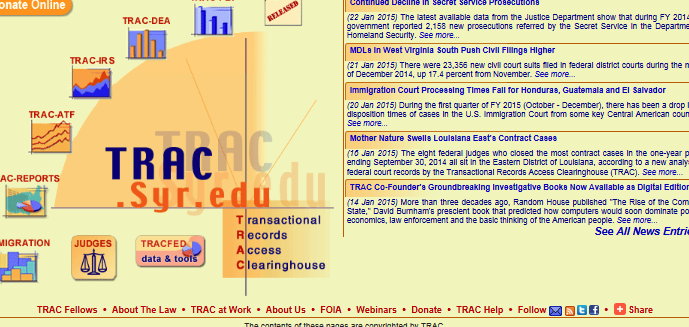 onate Online
TRAC-DEA
RELEASED
TRAC-IRS
TRAC-ATF
AC-REPORTS
MIGRATION
JUDGES
TRACFED
data & tools
TRAC
.Syr.edu
Transactional
Records
Access
Clearinghouse
Continued Decline in Secret Service Prosecutions
(22 Jan 2015) The latest available data from the Justice Department show that during FY 2014
government reported 2,158 new prosecutions referred by the Secret Service in the Departme
Homeland Security. See more...
MDLs in West Virginia South Push Civil Filings Higher
(21 Jan 2015) There were 23,356 new civil court suits filed in federal district courts during the m
of December 2014, up 17.4 percent from November. See more...
Immigration Court Processing Times Fall for Honduras, Guatemala and El Salvador
(20 Jan 2015) During the first quarter of FY 2015 (October - December), there has been a drop i
disposition times of cases in the U.S. Immigration Court from some key Central American coun
See more...
Mother Nature Swells Louisiana East's Contract Cases
(16 Jan 2015) The eight federal judges who closed the most contract cases in the one-year p
ending September 30, 2014 all sit in the Eastern District of Louisiana, according to a new analy
federal court records by the Transactional Records Access Clearinghouse (TRAC). See more...
TRAC Co-Founder's Groundbreaking Investigative Books Now Available as Digital Edition
(14 Jan 2015) More than three decades ago, Random House published "The Rise of the Com
State," David Burnham's prescient book that predicted how computers would soon dominate po
economics, law enforcement and the basic thinking of the American people. See more...
See All News Entrie
TRAC Fellows • About The Law • TRAC at Work • About Us • FOIA • Webinars • Donate • TRAC Help • Follow • Share
The contents of these pages are copyrighted by TRAC